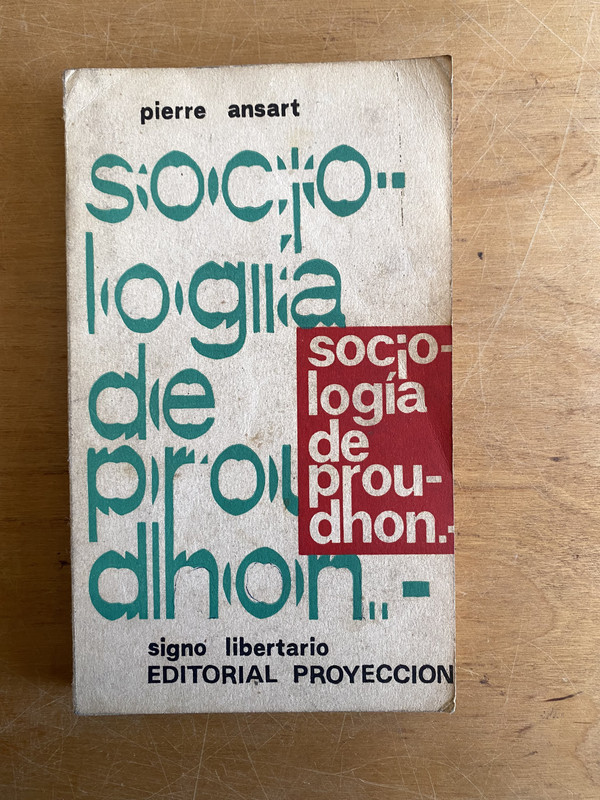 pierre ansart
socio-
logía
de
prou
dhon..-
socio-
logía
de
prou-
dhon.-
signo libertario
EDITORIAL PROYECCION